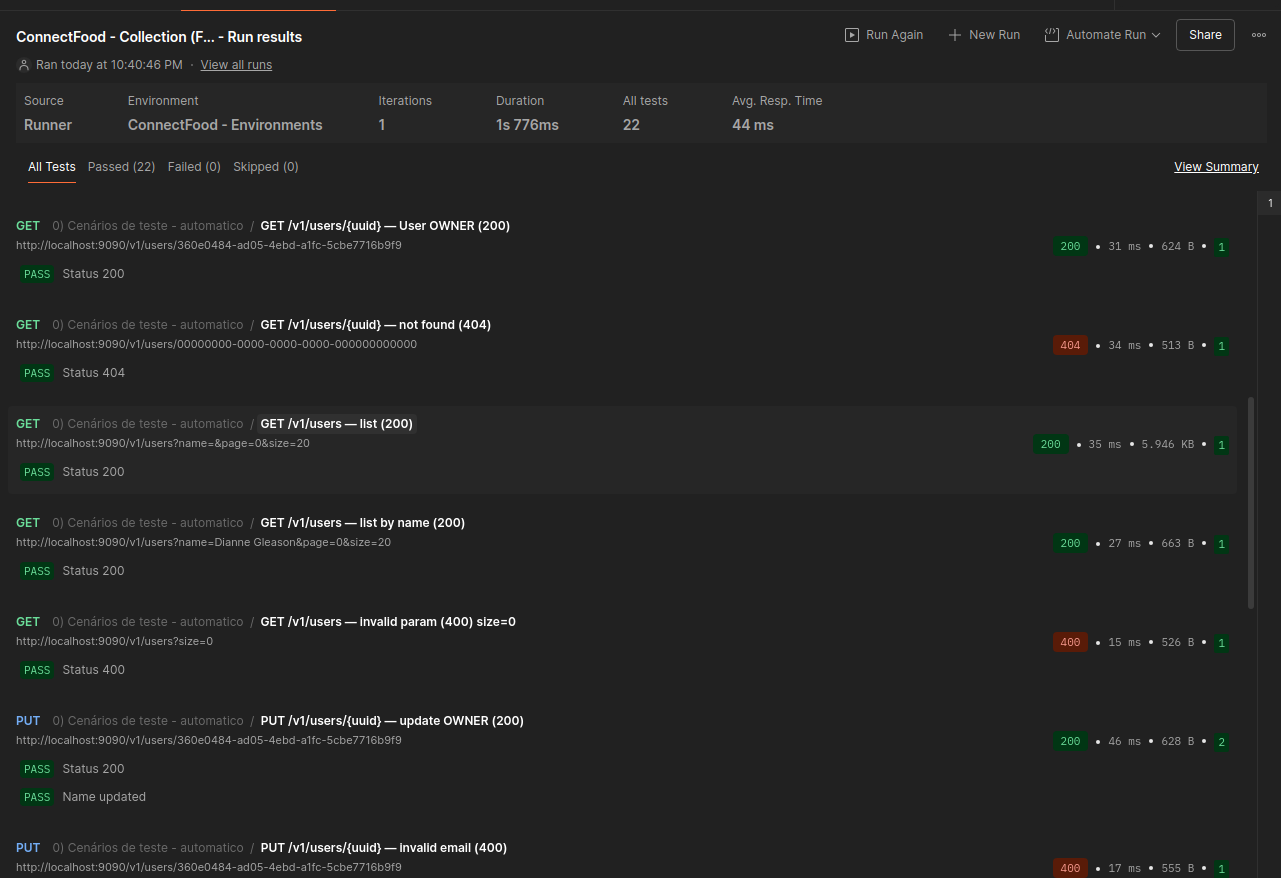 ConnectFood - Collection (F... - Run results
Run Again
New Run
Automate Run
Share
Ran today at 10:40:46 PM · View all runs
Source Environment Iterations Duration All tests Avg. Resp. Time
Runner ConnectFood - Environments 1 1s 776ms 22 44 ms
All Tests Passed (22) Failed (0) Skipped (0) View Summary
1
GET 0) Cenários de teste - automatico / GET /v1/users/{uuid} — User OWNER (200)
http://localhost:9090/v1/users/360e0484-ad05-4ebd-a1fc-5cbe7716b9f9
200 • 31 ms • 624 B • 1
PASS Status 200
GET 0) Cenários de teste - automatico / GET /v1/users/{uuid} — not found (404)
http://localhost:9090/v1/users/00000000-0000-0000-0000-000000000000
404 • 34 ms • 513 B • 1
PASS Status 404
GET 0) Cenários de teste - automatico / GET /v1/users — list (200)
http://localhost:9090/v1/users?name=&page=0&size=20
200 • 35 ms • 5.946 KB • 1
PASS Status 200
GET 0) Cenários de teste - automatico / GET /v1/users — list by name (200)
http://localhost:9090/v1/users?name=Dianne Gleason&page=0&size=20
200 • 27 ms • 663 B • 1
PASS Status 200
GET 0) Cenários de teste - automatico / GET /v1/users — invalid param (400) size=0
http://localhost:9090/v1/users?size=0
400 • 15 ms • 526 B • 1
PASS Status 400
PUT 0) Cenários de teste - automatico / PUT /v1/users/{uuid} — update OWNER (200)
http://localhost:9090/v1/users/360e0484-ad05-4ebd-a1fc-5cbe7716b9f9
200 • 46 ms • 628 B • 2
PASS Status 200
PASS Name updated
PUT 0) Cenários de teste - automatico / PUT /v1/users/{uuid} — invalid email (400)
http://localhost:9090/v1/users/360e0484-ad05-4ebd-a1fc-5cbe7716b9f9
400 • 17 ms • 555 B • 1